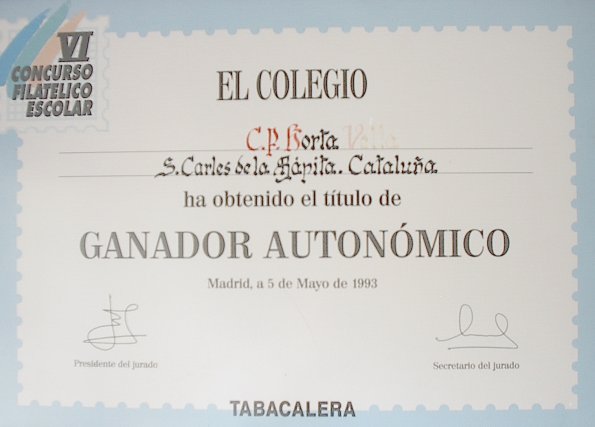 VI
CONCURSO
FILATELICO
ESCOLAR
EL COLEGIO
C.P. Horta Vella
S. Carles de la Ràpita. Cataluña
ha obtenido el título de
GANADOR AUTONÓMICO
Madrid, a 5 de Mayo de 1993
Presidente del jurado
Secretario del jurado
TABACALERA